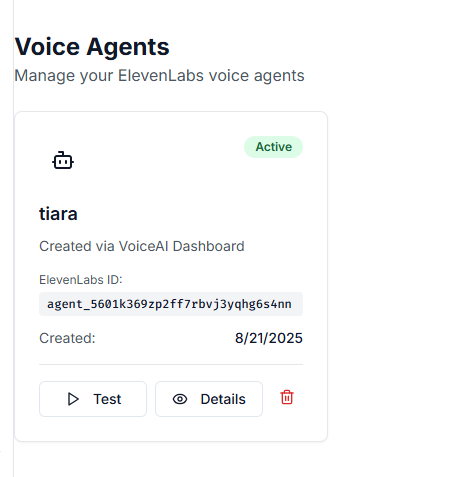 Voice Agents
Manage your ElevenLabs voice agents
Active
tiara
Created via VoiceAI Dashboard
ElevenLabs ID:
agent_5601k369zp2ff7rbvj3yqhg6s4nn
Created: 8/21/2025
Test Details